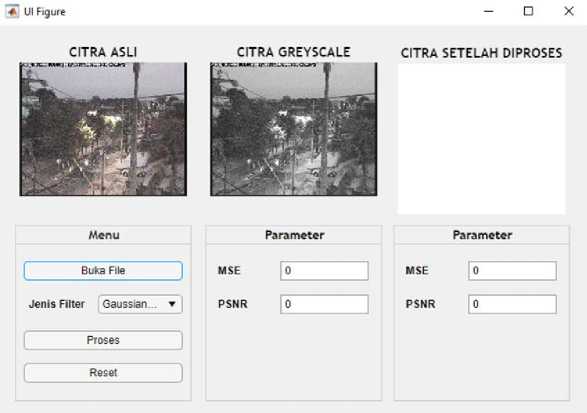 UI Figure
CITRA ASLI
CITRA GREYSCALE
CITRA SETELAH DIPROSES
Menu
Buka File
Jenis Filter Gaussian...
Proses
Reset
Parameter
MSE 0
PSNR 0
Parameter
MSE 0
PSNR 0